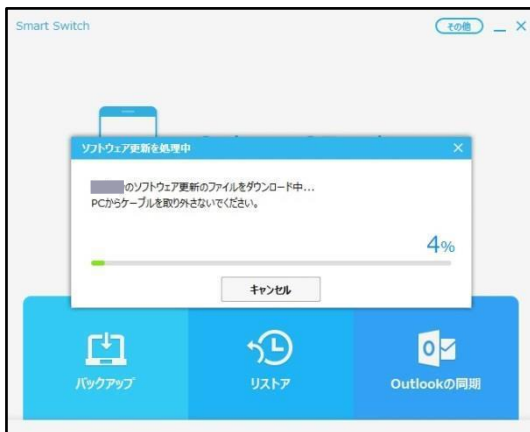 Smart Switch
その他
ソフトウェア更新を処理中
のソフトウェア更新のファイルをダウンロード中...
PCからケーブルを取り外さないでください。
4%
キャンセル
バックアップ
リストア
Outlookの同期